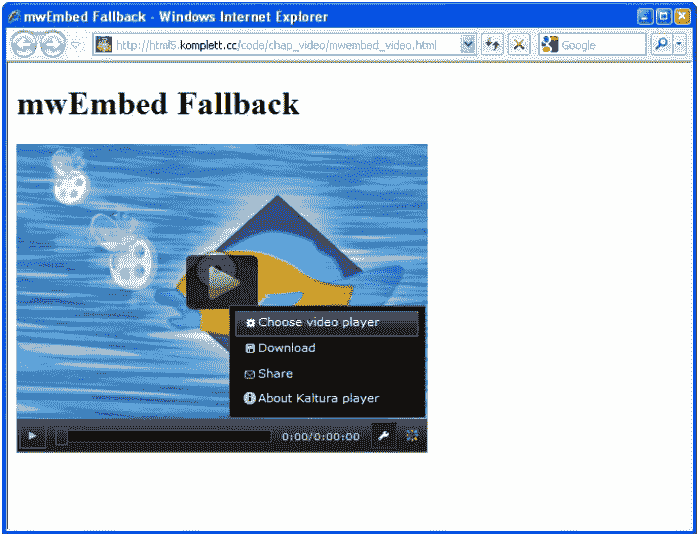 mwEmbed Fallback - Windows Internet Explorer
http://html5.komplett.cc/code/chap_video/mwembed_video.html
Google
mwEmbed Fallback
Choose video player
Download
Share
About Kaltura player
0:00/0:00:00